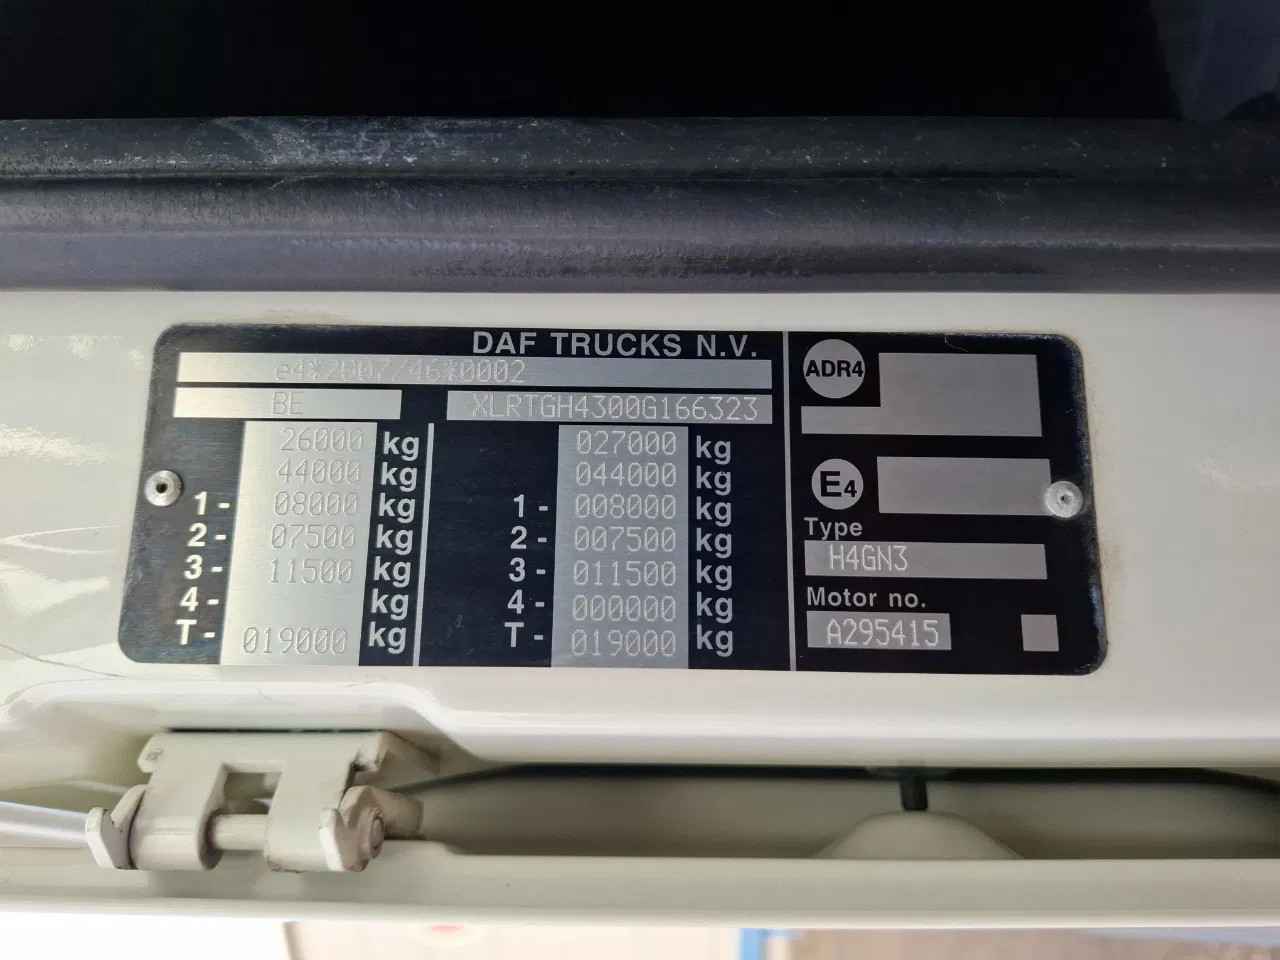 DAF TRUCKS N.V.
e4*2007/46*0002
BE XLRTGH4300G166323
26000 kg 027000 kg
44000 kg 044000 kg
1- 08000 kg 1- 008000 kg
2- 07500 kg 2- 007500 kg
3- 11500 kg 3- 011500 kg
4- kg 4- 000000 kg
T- 019000 kg T- 019000 kg
ADR4
E4
Type
H4GN3
Motor no.
A295415